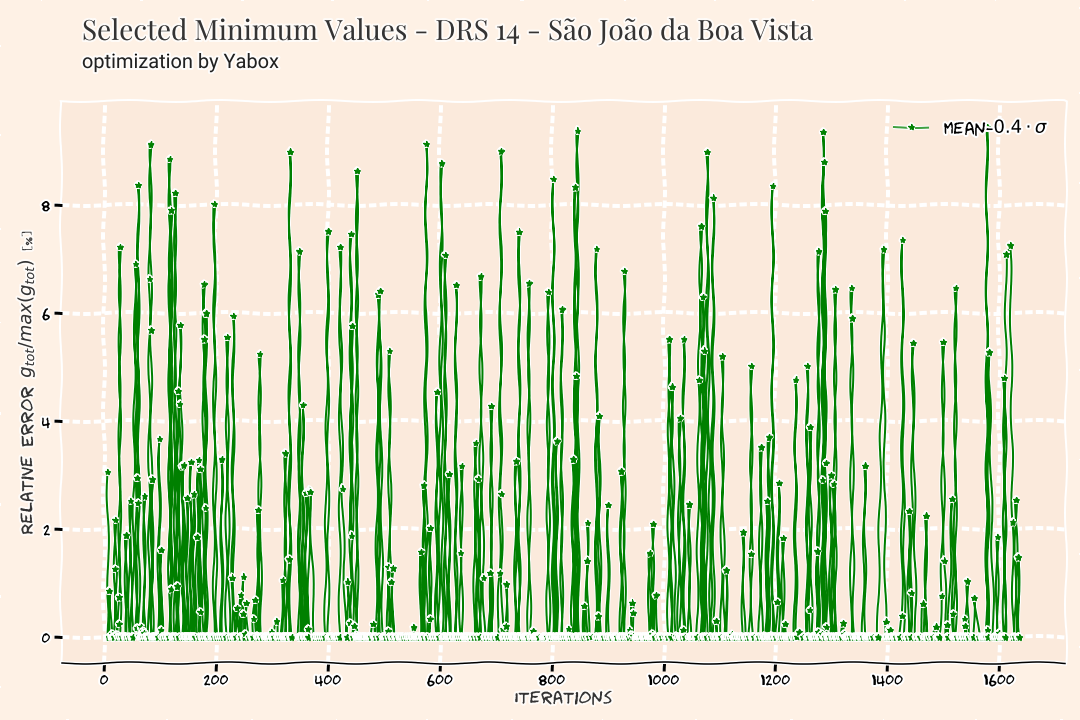 Selected Minimum Values - DRS 14 - São João da Boa Vista
optimization by Yabox
MEAN-0.4 · σ
RELATIVE ERROR g_tot/max(g_tot) [%]
8
6
4
2
0
0 200 400 600 800 1000 1200 1400 1600
ITERATIONS